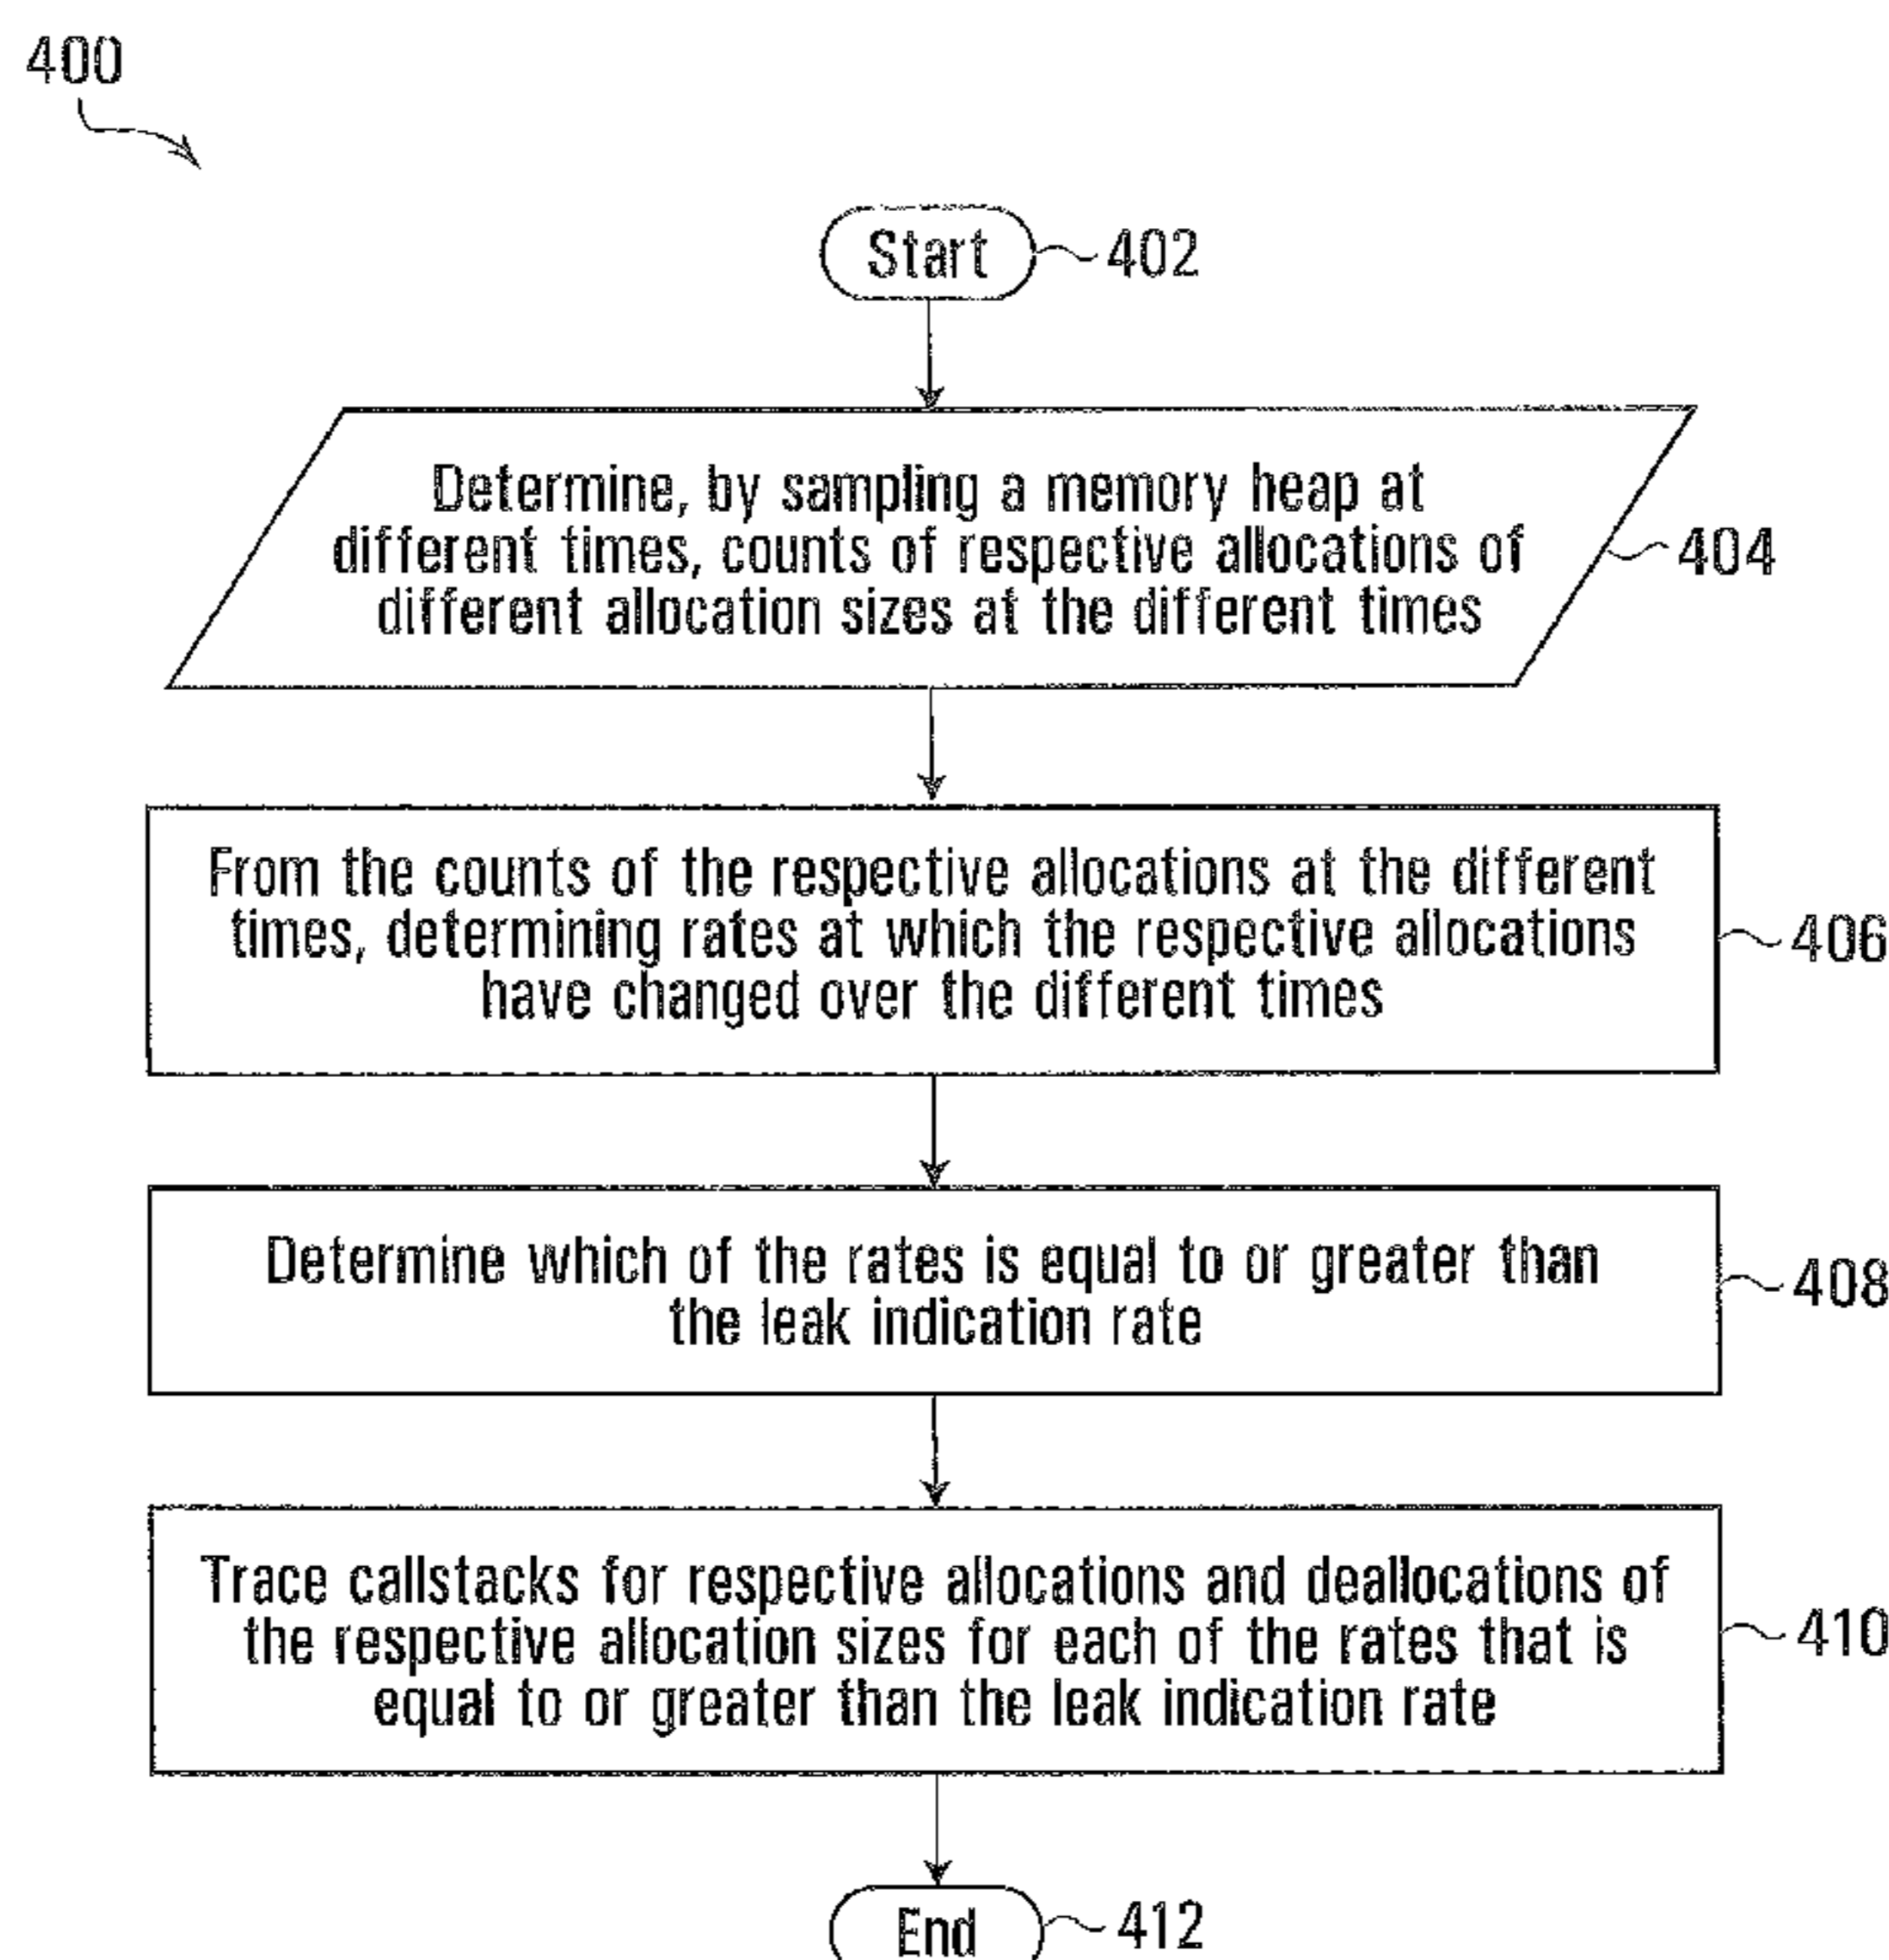 400
Start
402
Determine, by sampling a memory heap at
different times, counts of respective allocations of
different allocation sizes at the different times
404
From the counts of the respective allocations at the different
times, determining rates at which the respective allocations
have changed over the different times
406
Determine which of the rates is equal to or greater than
the leak indication rate
408
Trace callstacks for respective allocations and deallocations of
the respective allocation sizes for each of the rates that is
equal to or greater than the leak indication rate
410
End
412